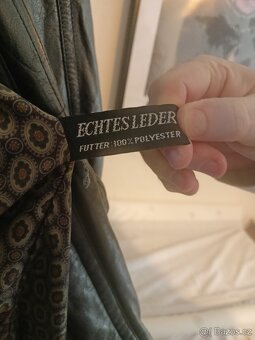 ECHTES LEDER
FUTTER 100% POLYESTER
© Bazos.cz